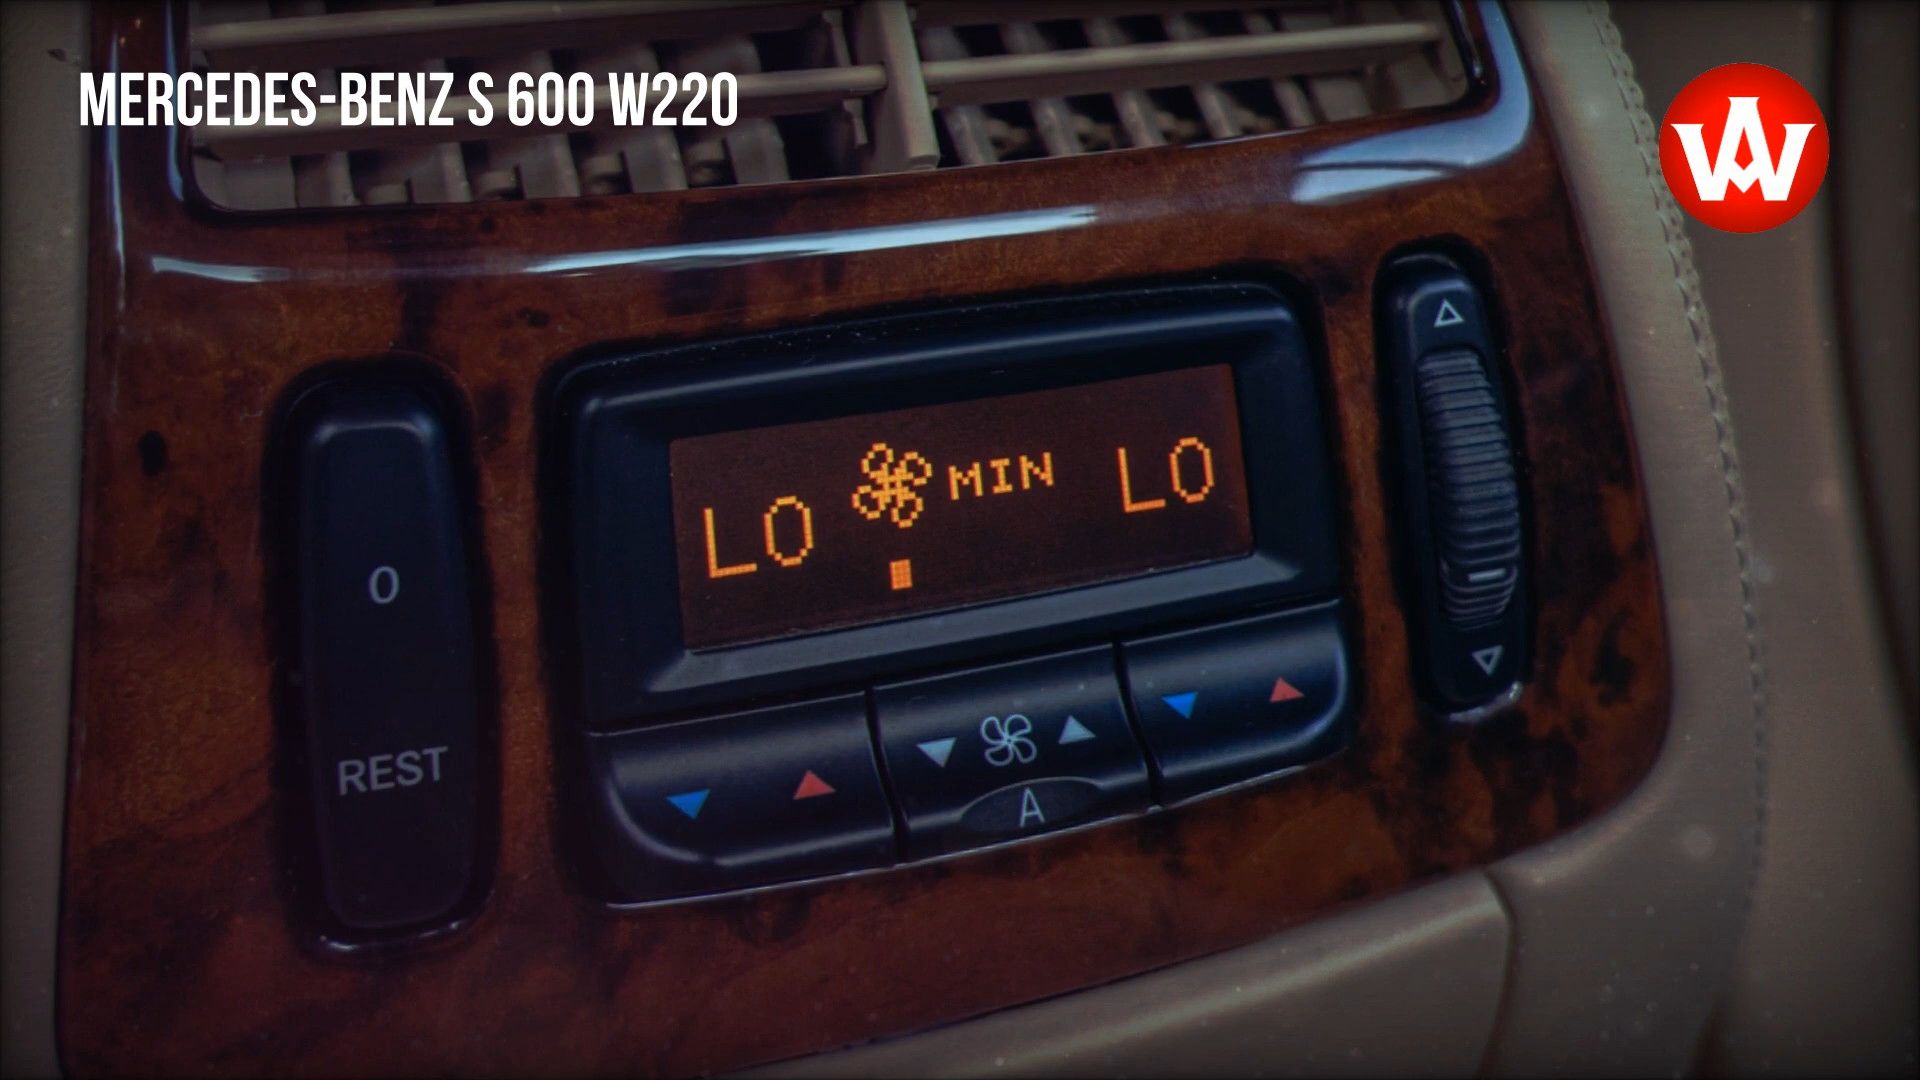 MERCEDES-BENZ S 600 W220
LO MIN LO
0
REST
A